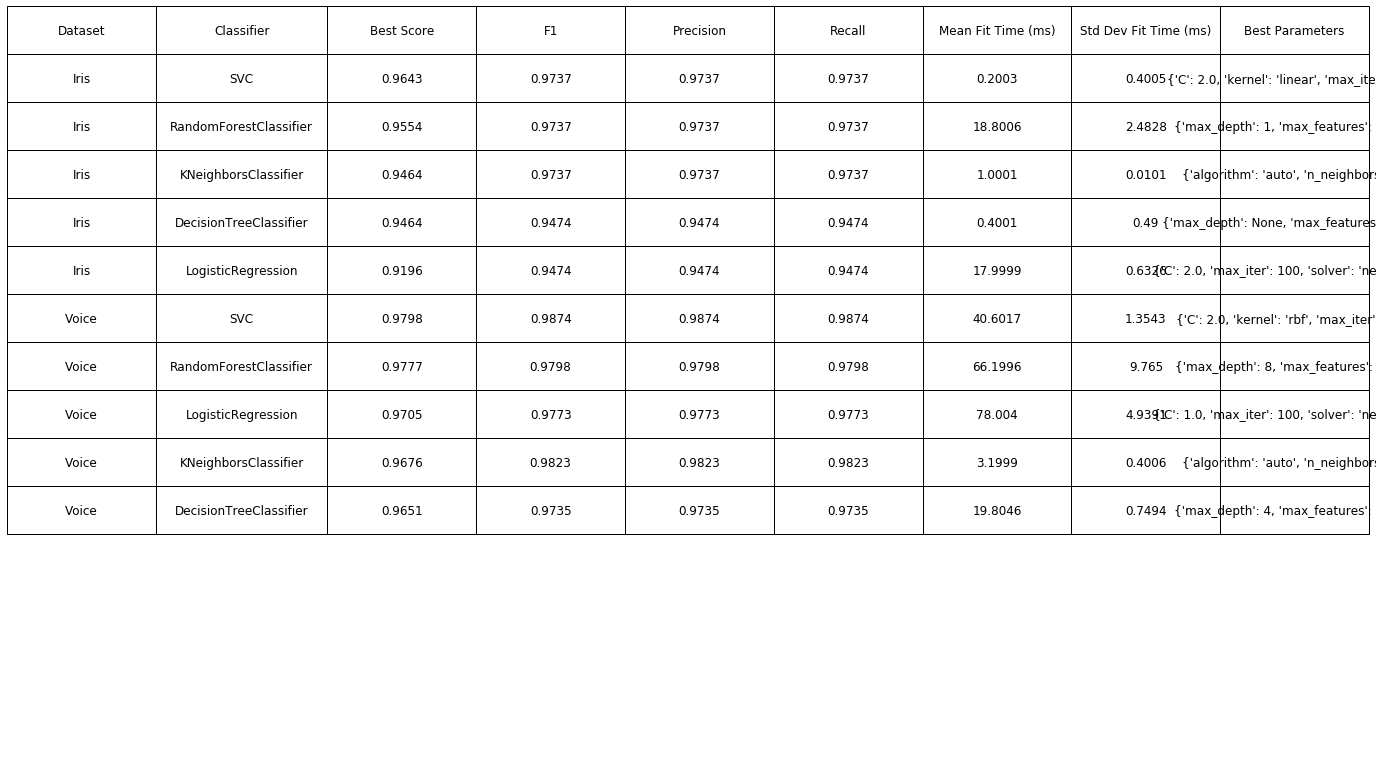 Dataset Classifier Best Score F1 Precision Recall Mean Fit Time (ms) Std Dev Fit Time (ms) Best Parameters
Iris SVC 0.9643 0.9737 0.9737 0.9737 0.2003 0.4005 {'C': 2.0, 'kernel': 'linear', 'max_ite
Iris RandomForestClassifier 0.9554 0.9737 0.9737 0.9737 18.8006 2.4828 {'max_depth': 1, 'max_features':
Iris KNeighborsClassifier 0.9464 0.9737 0.9737 0.9737 1.0001 0.0101 {'algorithm': 'auto', 'n_neighbors
Iris DecisionTreeClassifier 0.9464 0.9474 0.9474 0.9474 0.4001 0.49 {'max_depth': None, 'max_features
Iris LogisticRegression 0.9196 0.9474 0.9474 0.9474 17.9999 0.6326 {'C': 2.0, 'max_iter': 100, 'solver': 'ne
Voice SVC 0.9798 0.9874 0.9874 0.9874 40.6017 1.3543 {'C': 2.0, 'kernel': 'rbf', 'max_iter'
Voice RandomForestClassifier 0.9777 0.9798 0.9798 0.9798 66.1996 9.765 {'max_depth': 8, 'max_features':
Voice LogisticRegression 0.9705 0.9773 0.9773 0.9773 78.004 4.9391 {'C': 1.0, 'max_iter': 100, 'solver': 'ne
Voice KNeighborsClassifier 0.9676 0.9823 0.9823 0.9823 3.1999 0.4006 {'algorithm': 'auto', 'n_neighbors
Voice DecisionTreeClassifier 0.9651 0.9735 0.9735 0.9735 19.8046 0.7494 {'max_depth': 4, 'max_features':